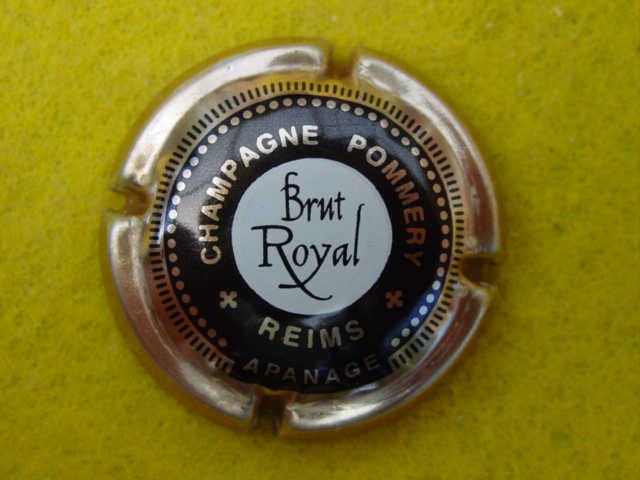 CHAMPAGNE POMMERY
Brut
Royal
REIMS
APANAGE